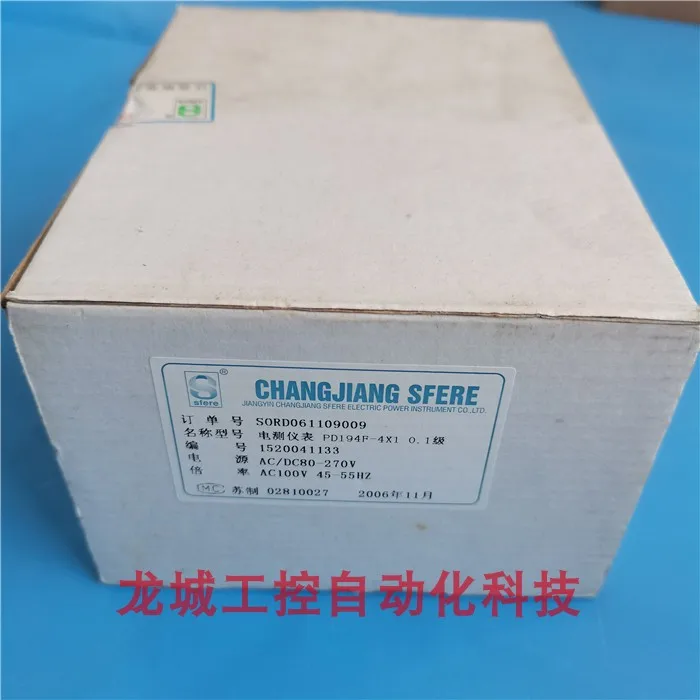 sfere
®
CHANGJIANG SFERE
JIANGYIN CHANGJIANG SFERE ELECTRIC POWER INSTRUMENT CO.,LTD.
订单号 SORD061109009
名称型号 电测仪表 PD194F-4X1 0.1级
编号 1520041133
电源 AC/DC80-270V
倍率 AC100V 45-55HZ
MC 苏制 02810027 2006年11月
龙城工控自动化科技